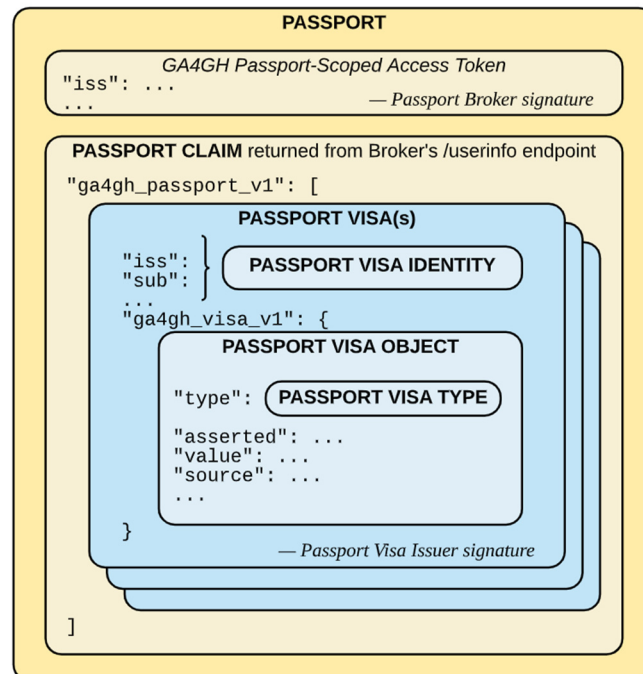 PASSPORT
GA4GH Passport-Scoped Access Token
"iss": ...
...
— Passport Broker signature
PASSPORT CLAIM returned from Broker's /userinfo endpoint
"ga4gh_passport_v1": [
PASSPORT VISA(s)
"iss":
"sub":
}
PASSPORT VISA IDENTITY
...
"ga4gh_visa_v1": {
PASSPORT VISA OBJECT
"type": PASSPORT VISA TYPE
"asserted": ...
"value": ...
"source": ...
...
}
— Passport Visa Issuer signature
]